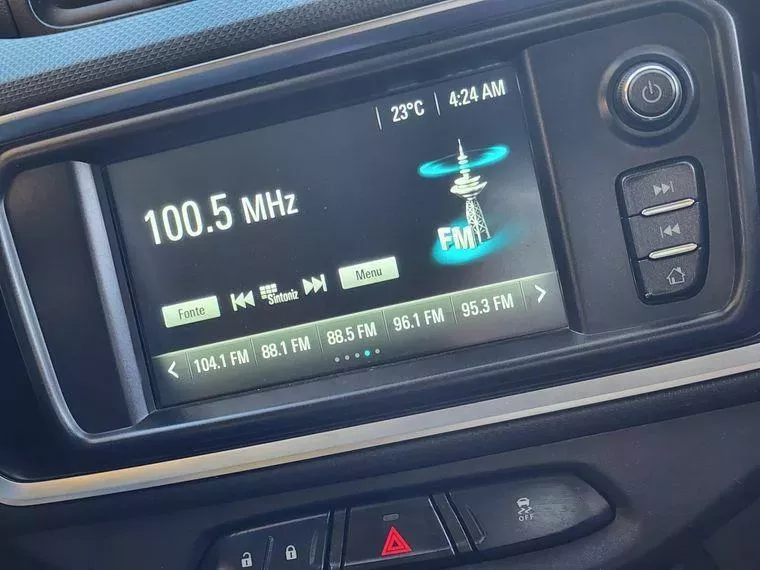 23°C 4:24 AM
100.5 MHz
FM
Fonte Sintoniz Menu
104.1 FM 88.1 FM 88.5 FM 96.1 FM 95.3 FM
OFF